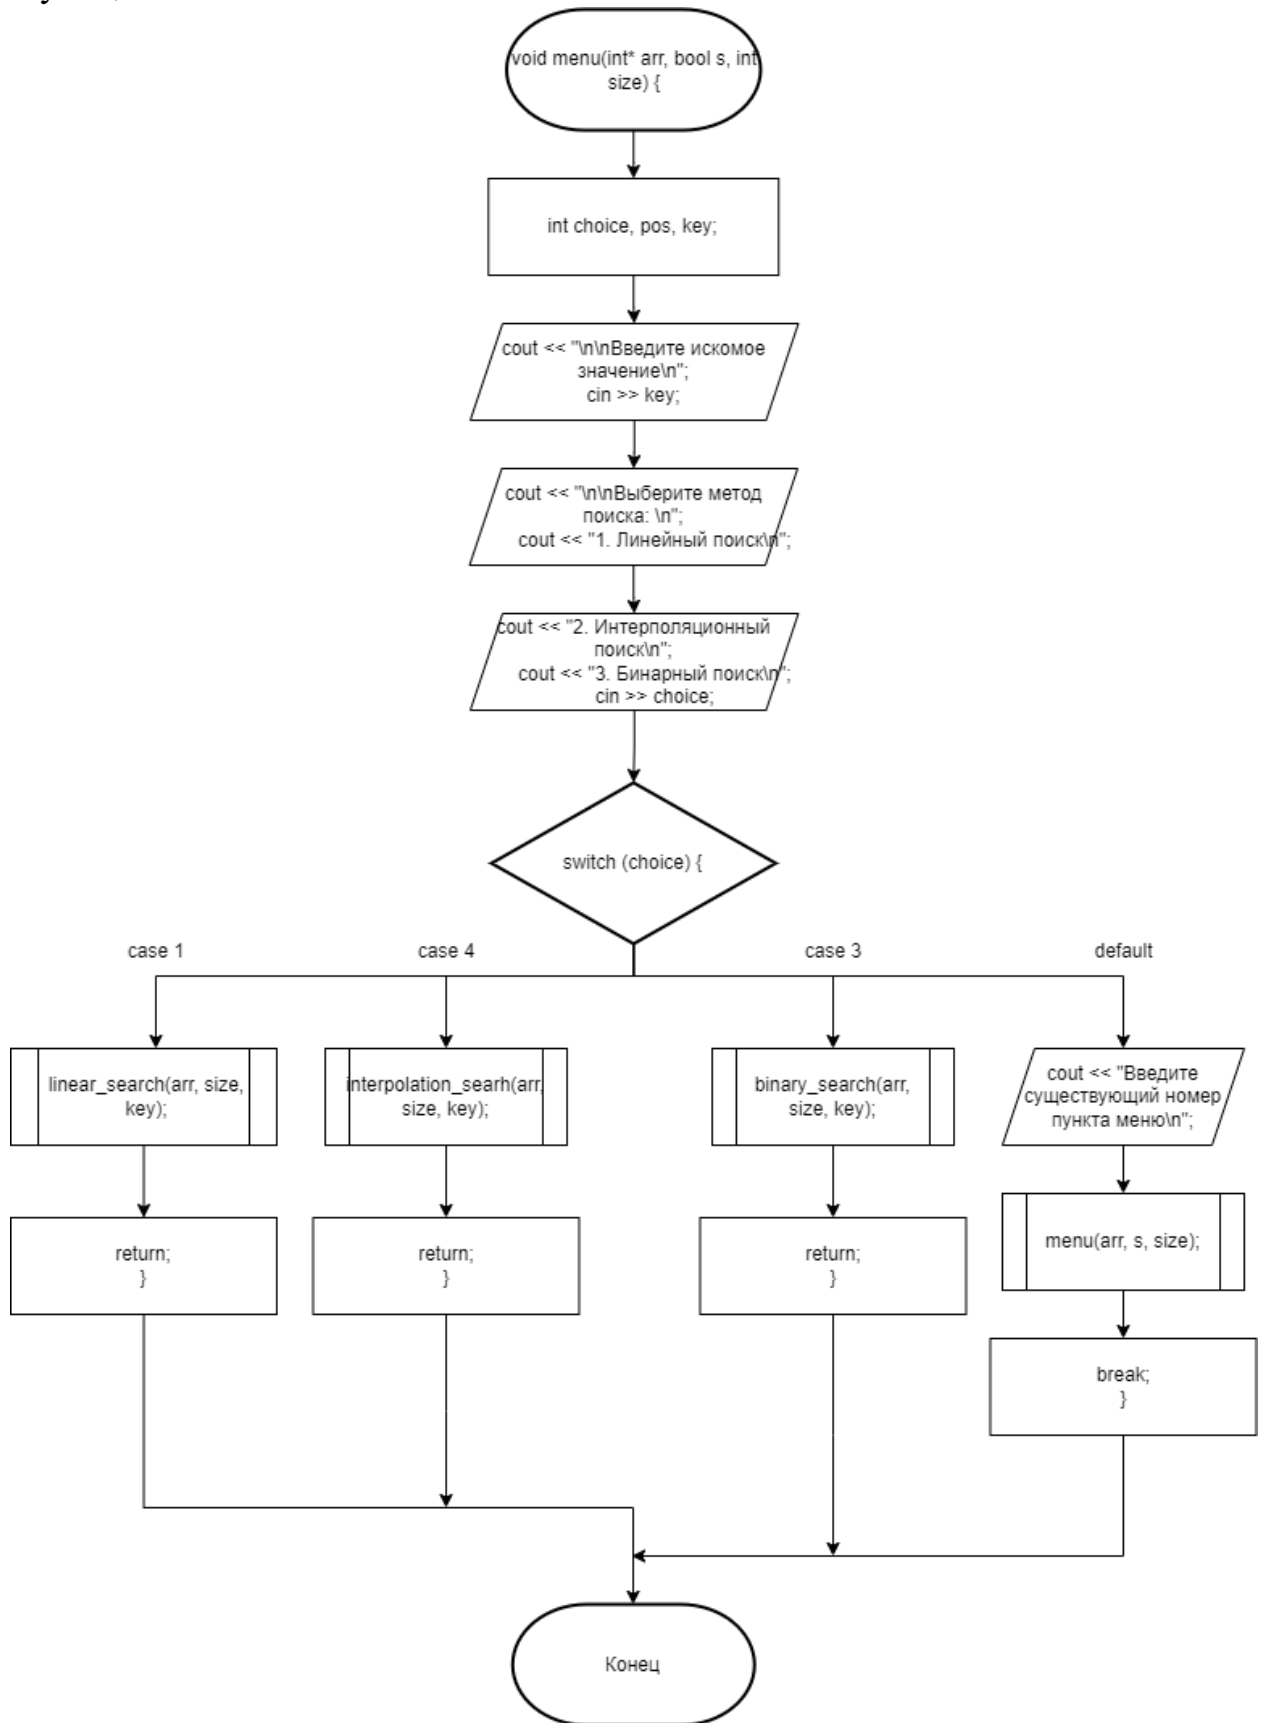 void menu(int* arr, bool s, int
size) {
int choice, pos, key;
cout << "\n\nВведите искомое
значение\n";
cin >> key;
cout << "\n\nВыберите метод
поиска: \n";
cout << "1. Линейный поиск\n";
cout << "2. Интерполяционный
поиск\n";
cout << "3. Бинарный поиск\n";
cin >> choice;
switch (choice) {
case 1
case 4
case 3
default
linear_search(arr, size,
key);
interpolation_searh(arr,
size, key);
binary_search(arr,
size, key);
cout << "Введите
существующий номер
пункта меню\n";
return;
}
return;
}
return;
}
menu(arr, s, size);
break;
}
Конец